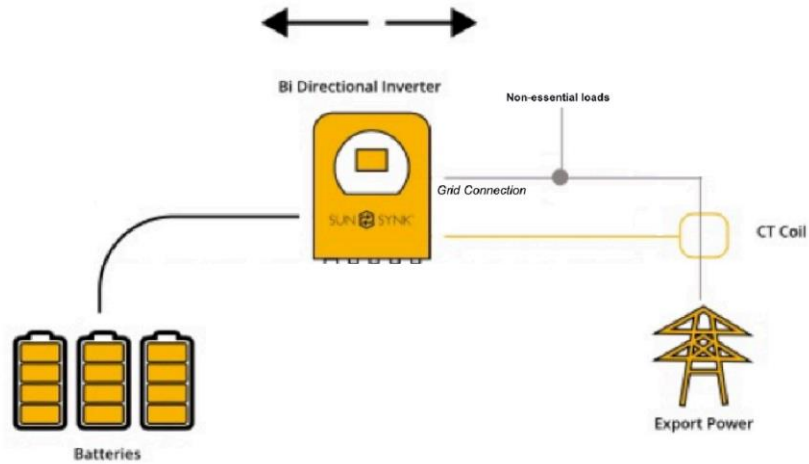 Bi Directional Inverter
Non-essential loads
Grid Connection
SUN SYNK
CT Coil
Export Power
Batteries